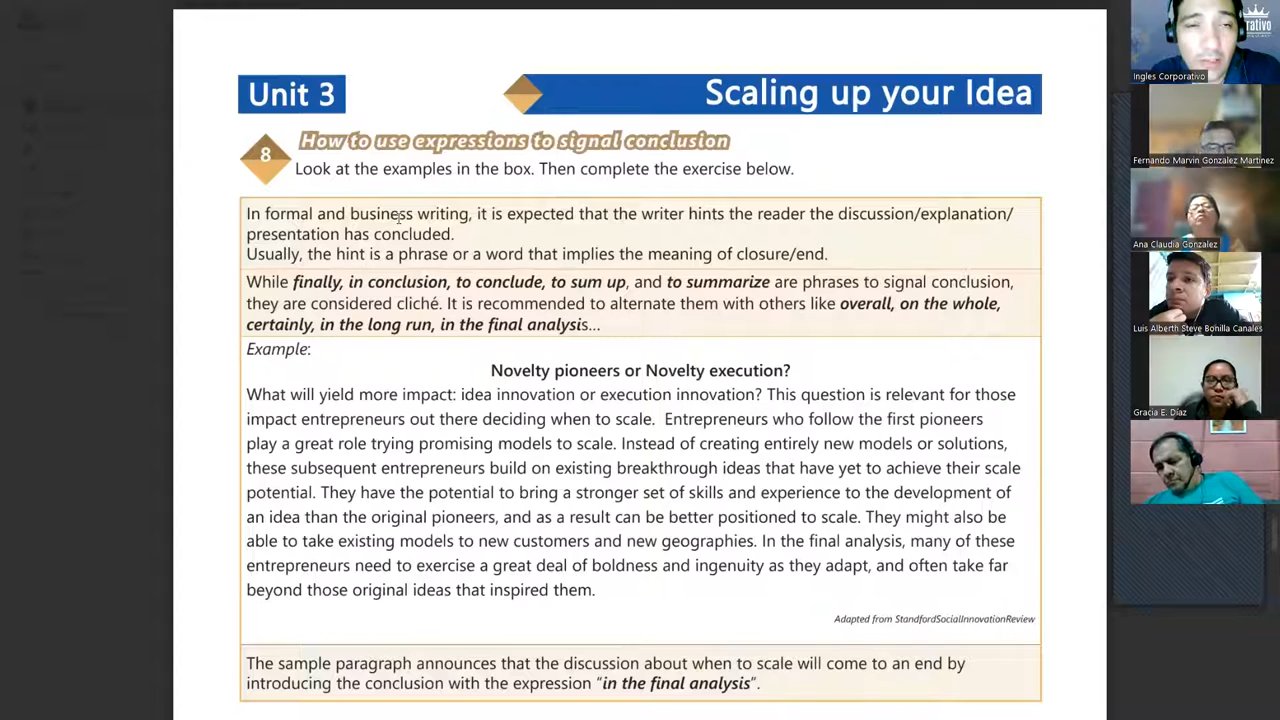 Unit 3
Scaling up your Idea
8
How to use expressions to signal conclusion
Look at the examples in the box. Then complete the exercise below.
In formal and business writing, it is expected that the writer hints the reader the discussion/explanation/
presentation has concluded.
Usually, the hint is a phrase or a word that implies the meaning of closure/end.
While finally, in conclusion, to conclude, to sum up, and to summarize are phrases to signal conclusion,
they are considered cliché. It is recommended to alternate them with others like overall, on the whole,
certainly, in the long run, in the final analysis...
Example:
Novelty pioneers or Novelty execution?
What will yield more impact: idea innovation or execution innovation? This question is relevant for those
impact entrepreneurs out there deciding when to scale. Entrepreneurs who follow the first pioneers
play a great role trying promising models to scale. Instead of creating entirely new models or solutions,
these subsequent entrepreneurs build on existing breakthrough ideas that have yet to achieve their scale
potential. They have the potential to bring a stronger set of skills and experience to the development of
an idea than the original pioneers, and as a result can be better positioned to scale. They might also be
able to take existing models to new customers and new geographies. In the final analysis, many of these
entrepreneurs need to exercise a great deal of boldness and ingenuity as they adapt, and often take far
beyond those original ideas that inspired them.
Adapted from StandfordSocialInnovationReview
The sample paragraph announces that the discussion about when to scale will come to an end by
introducing the conclusion with the expression “in the final analysis”.
rativo
Ingles Corporativo
Fernando Marvin Gonzalez Martinez
Ana Claudia Gonzalez
Luis Alberth Steve Bonilla Canales
Gracia E. Díaz